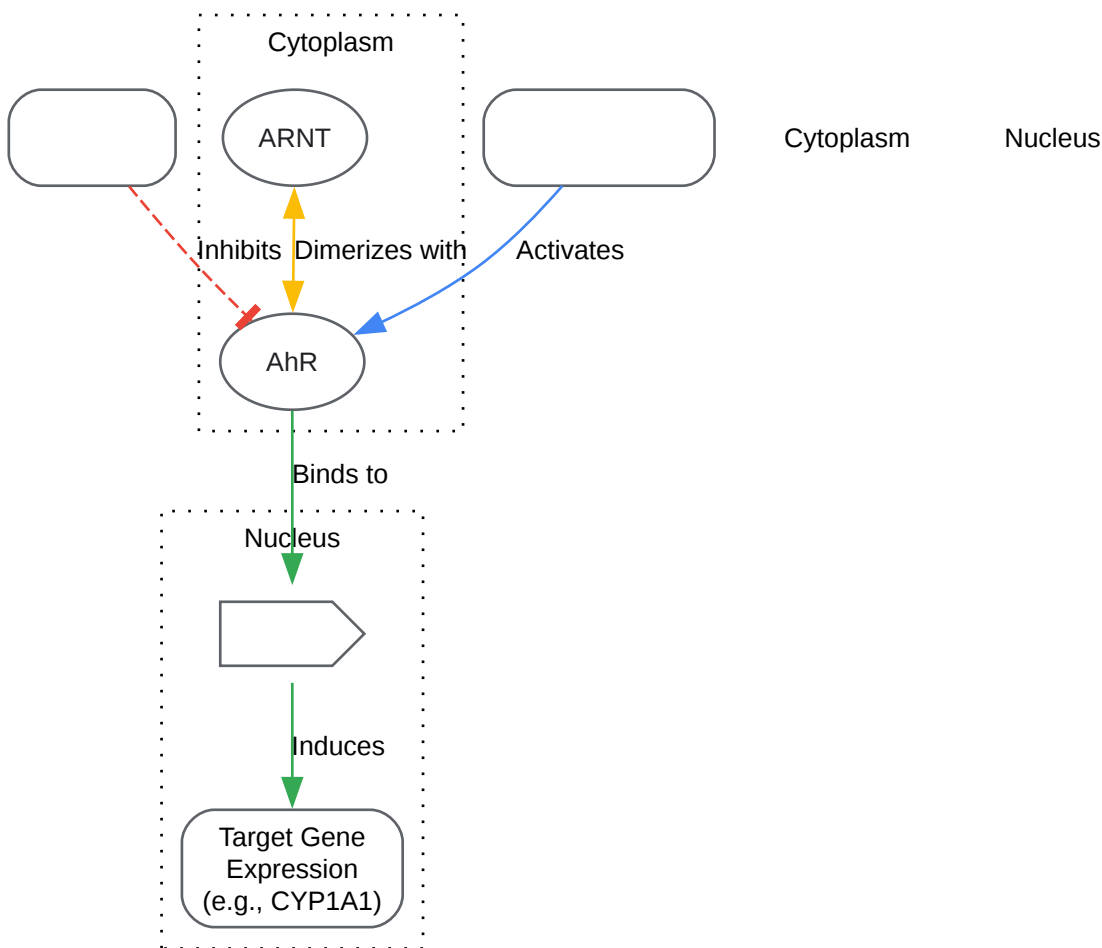 Cytoplasm
ARNT
Cytoplasm
Nucleus
Inhibits
Dimerizes with
Activates
AhR
Binds to
Nucleus
Induces
Target Gene
Expression
(e.g., CYP1A1)